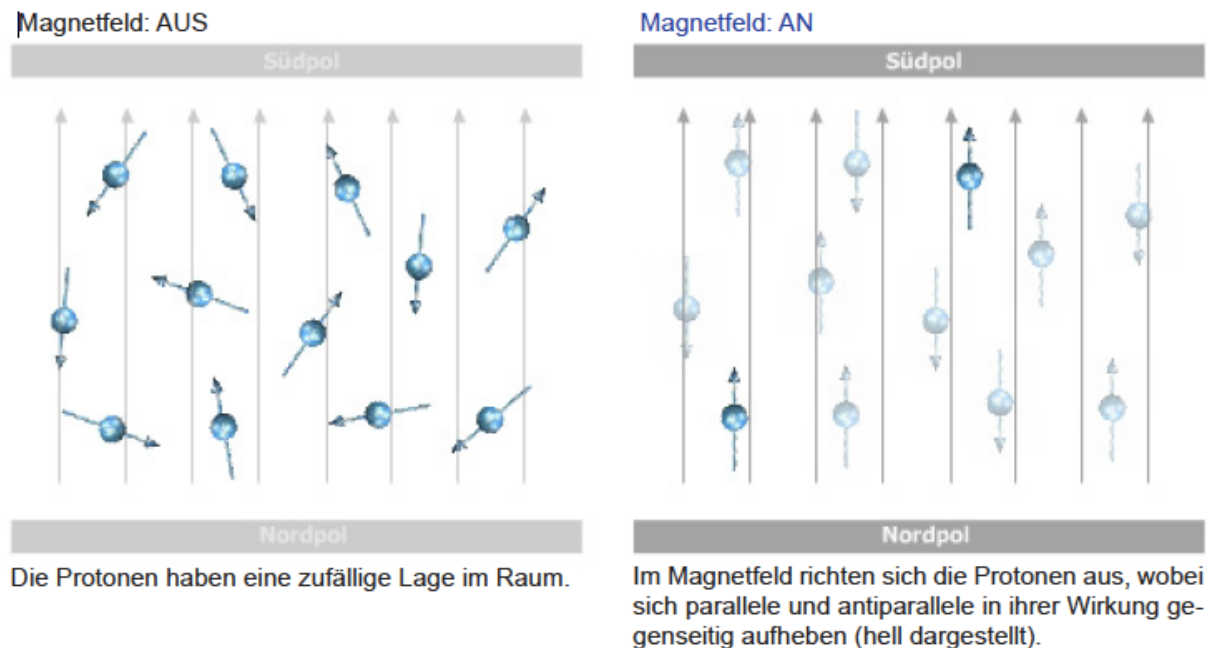 Magnetfeld: AUS
Südpol
Nordpol
Die Protonen haben eine zufällige Lage im Raum.
Magnetfeld: AN
Südpol
Nordpol
Im Magnetfeld richten sich die Protonen aus, wobei
sich parallele und antiparallele in ihrer Wirkung ge-
genseitig aufheben (hell dargestellt).